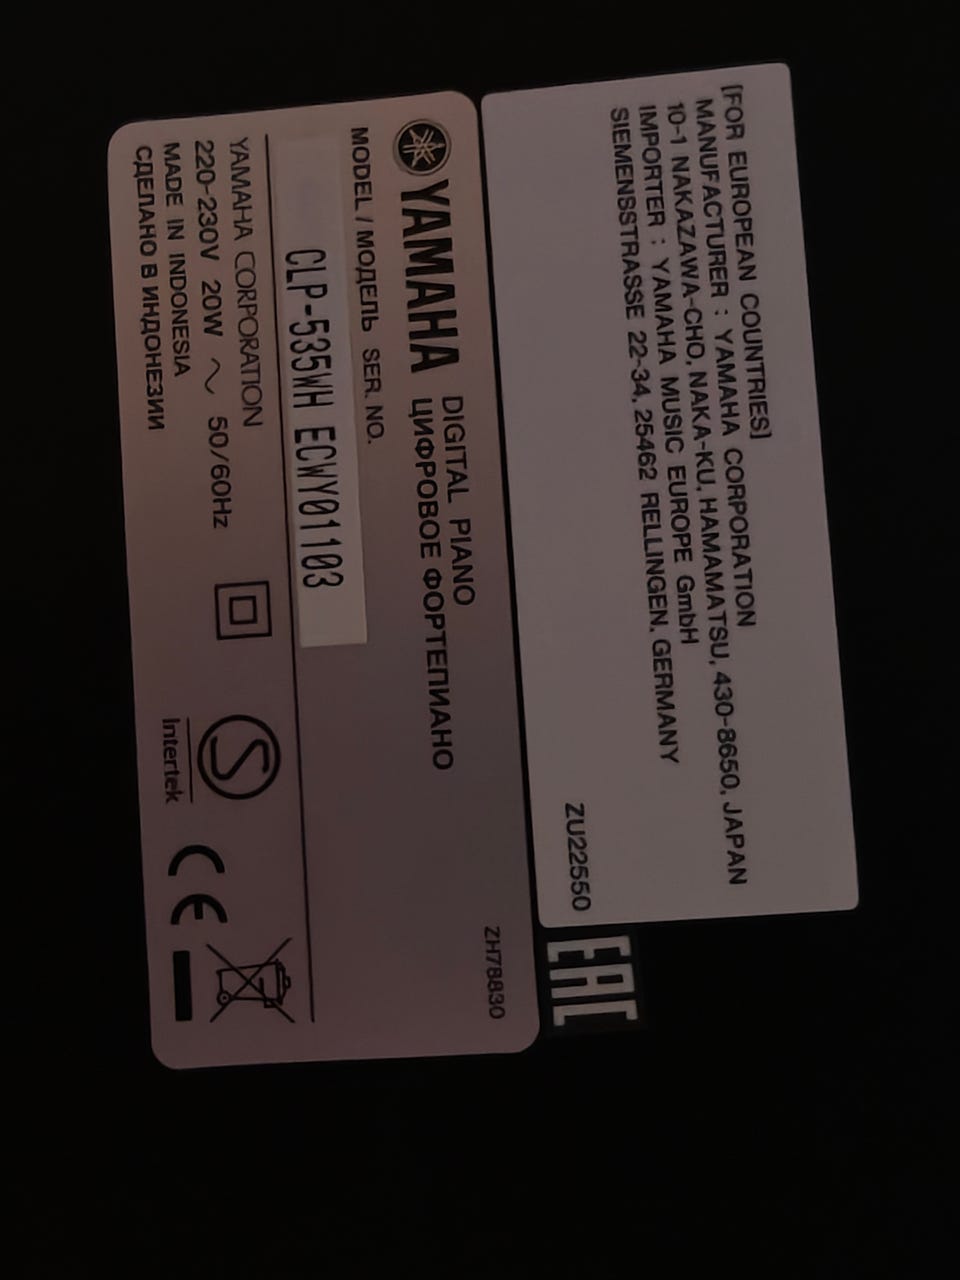 YAMAHA DIGITAL PIANO
ЦИФРОВОЕ ФОРТЕПИАНО
MODEL / МОДЕЛЬ SER. NO.
CLP-535WH ECWY01103
YAMAHA CORPORATION
220-230V 20W ~ 50/60Hz
MADE IN INDONESIA
СДЕЛАНО В ИНДОНЕЗИИ
S
Intertek
CE
ZH78830
[FOR EUROPEAN COUNTRIES]
MANUFACTURER : YAMAHA CORPORATION
10-1 NAKAZAWA-CHO, NAKA-KU, HAMAMATSU, 430-8650, JAPAN
IMPORTER : YAMAHA MUSIC EUROPE GmbH
SIEMENSSTRASSE 22-34, 25462 RELLINGEN, GERMANY
ZU22550
EAC